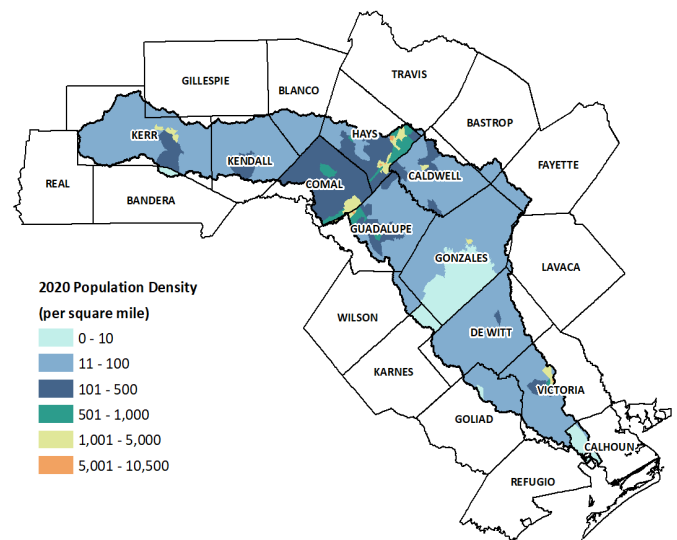 TRAVIS
GILLESPIE
BLANCO
BASTROP
HAYS
KERR
KENDALL
FAYETTE
CALDWELL
REAL
COMAL
BANDERA
GUADALUPE
GONZALES
LAVACA
2020 Population Density
(per square mile)
0 - 10
11 - 100
101 - 500
501 - 1,000
1,001 - 5,000
5,001 - 10,500
WILSON
DE WITT
KARNES
VICTORIA
GOLIAD
CALHOUN
REFUGIO